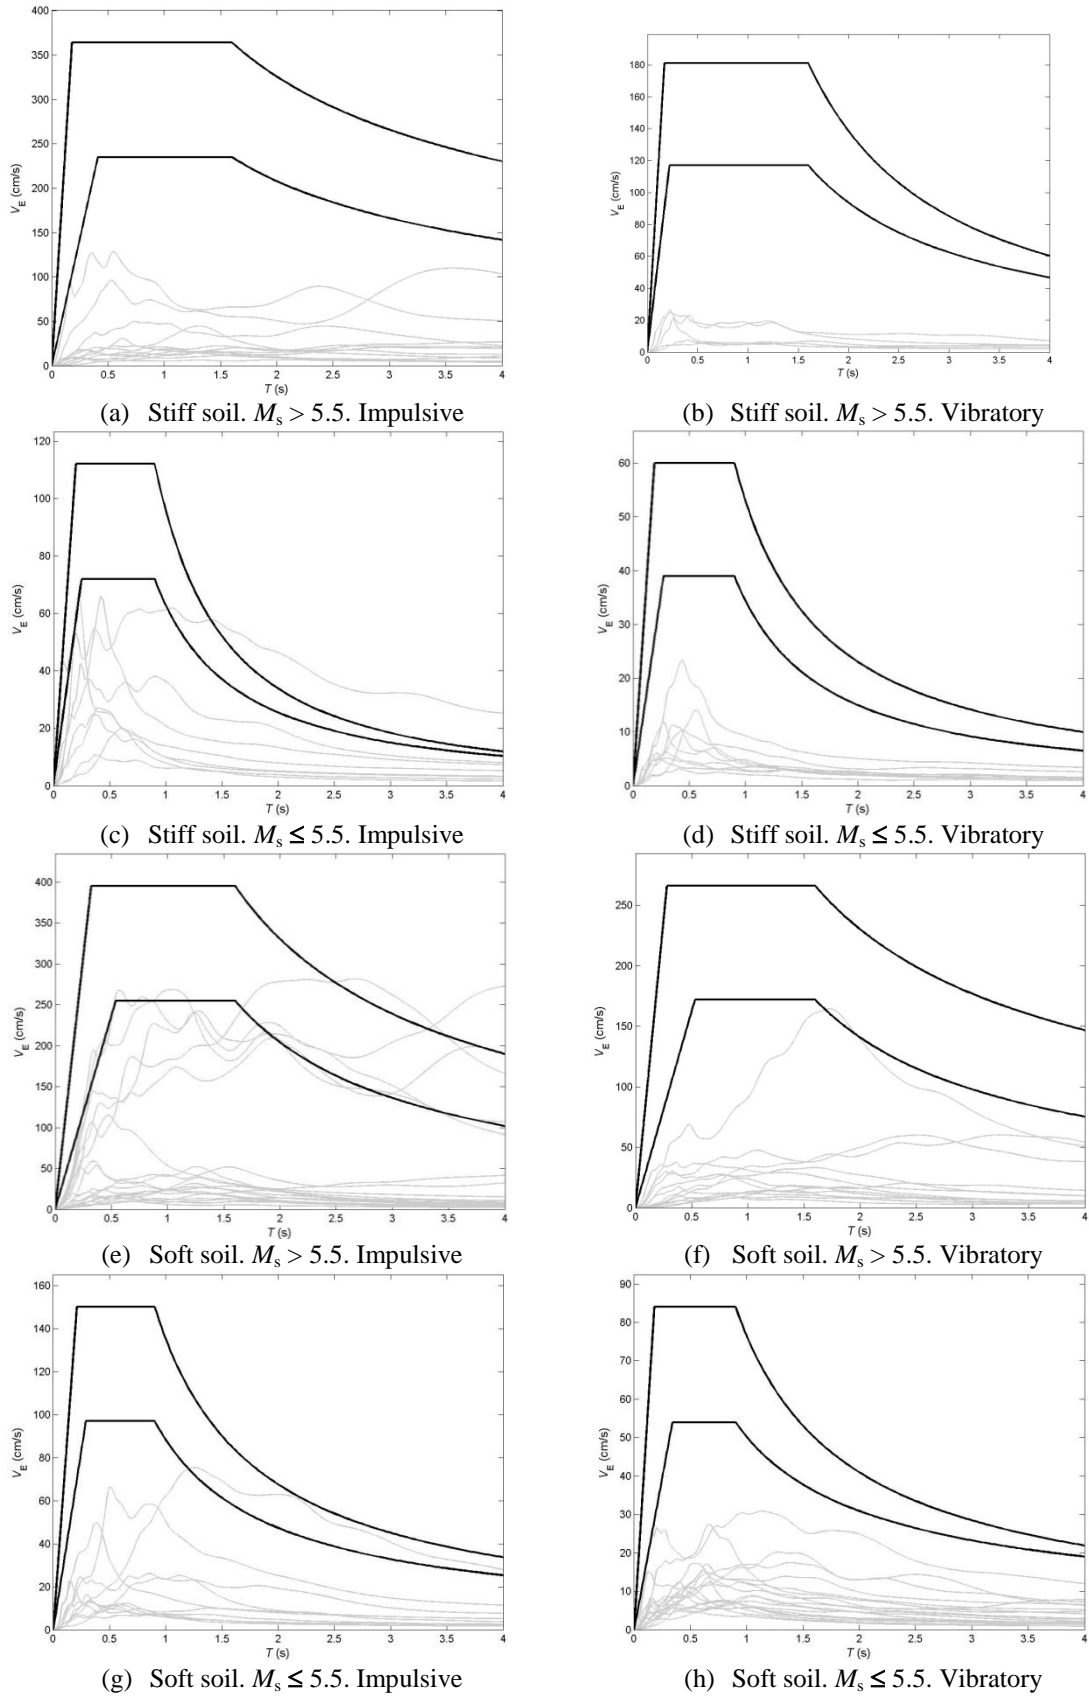 400
350
300
250
200
150
100
50
0
V_E (cm/s)
0 0.5 1 1.5 2 2.5 3 3.5 4
T (s)
(a) Stiff soil. M_s > 5.5. Impulsive
180
160
140
120
100
80
60
40
20
0
V_E (cm/s)
0 0.5 1 1.5 2 2.5 3 3.5 4
T (s)
(b) Stiff soil. M_s > 5.5. Vibratory
120
100
80
60
40
20
0
V_E (cm/s)
0 0.5 1 1.5 2 2.5 3 3.5 4
T (s)
(c) Stiff soil. M_s ≤ 5.5. Impulsive
60
50
40
30
20
10
0
V_E (cm/s)
0 0.5 1 1.5 2 2.5 3 3.5 4
T (s)
(d) Stiff soil. M_s ≤ 5.5. Vibratory
400
350
300
250
200
150
100
50
0
V_E (cm/s)
0 0.5 1 1.5 2 2.5 3 3.5 4
T (s)
(e) Soft soil. M_s > 5.5. Impulsive
250
200
150
100
50
0
V_E (cm/s)
0 0.5 1 1.5 2 2.5 3 3.5 4
T (s)
(f) Soft soil. M_s > 5.5. Vibratory
160
140
120
100
80
60
40
20
0
V_E (cm/s)
0 0.5 1 1.5 2 2.5 3 3.5 4
T (s)
(g) Soft soil. M_s ≤ 5.5. Impulsive
90
80
70
60
50
40
30
20
10
0
V_E (cm/s)
0 0.5 1 1.5 2 2.5 3 3.5 4
T (s)
(h) Soft soil. M_s ≤ 5.5. Vibratory